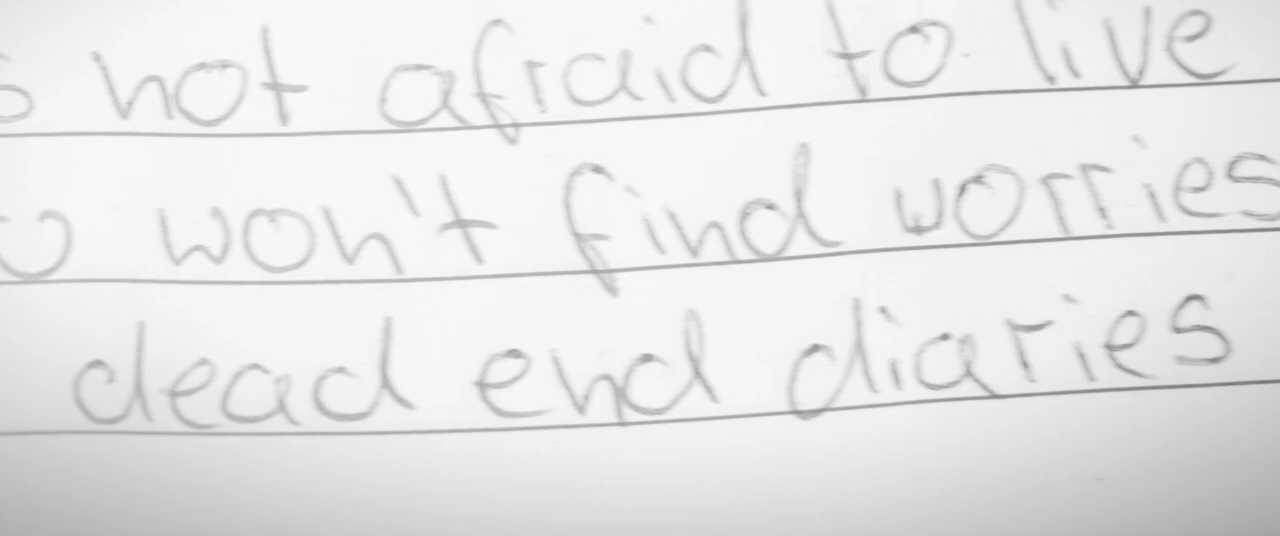 not afraid to live
won't find worries
dead end diaries